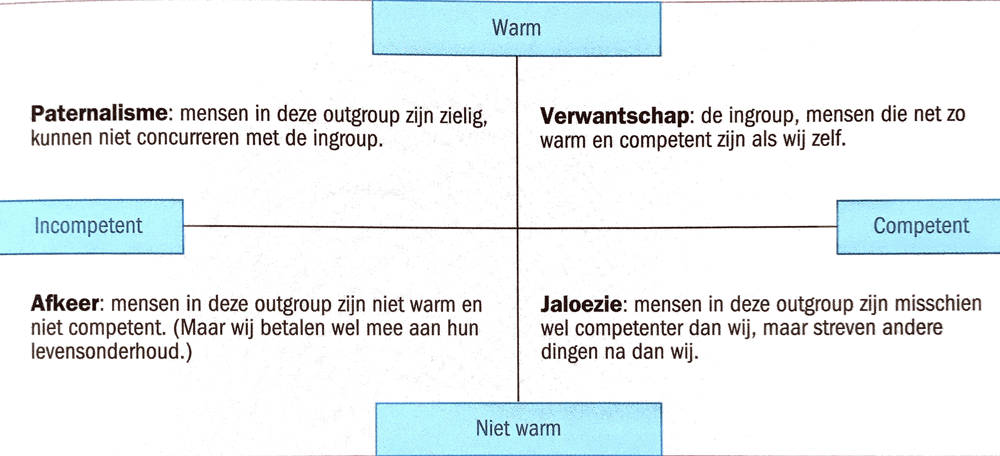 Warm
Paternalisme: mensen in deze outgroup zijn zielig,
kunnen niet concurreren met de ingroup.
Verwantschap: de ingroup, mensen die net zo
warm en competent zijn als wij zelf.
Incompetent
Competent
Afkeer: mensen in deze outgroup zijn niet warm en
niet competent. (Maar wij betalen wel mee aan hun
levensonderhoud.)
Jaloezie: mensen in deze outgroup zijn misschien
wel competenter dan wij, maar streven andere
dingen na dan wij.
Niet warm